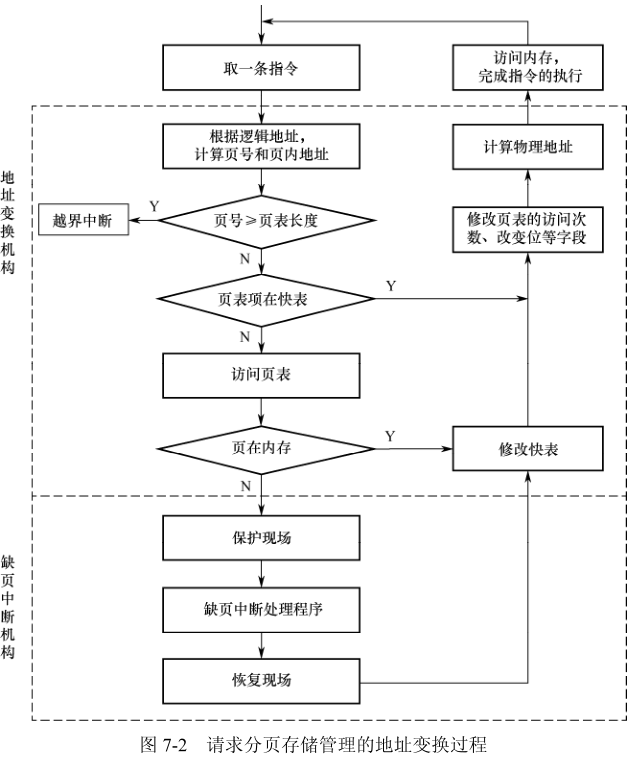 取一条指令
访问内存，
完成指令的执行
根据逻辑地址，
计算页号和页内地址
计算物理地址
地址变换机构
越界中断
Y
页号≥页表长度
修改页表的访问次
数、改变位等字段
N
页表项在快表
Y
N
访问页表
页在内存
Y
修改快表
N
保护现场
缺页中断机构
缺页中断处理程序
恢复现场
图 7-2 请求分页存储管理的地址变换过程